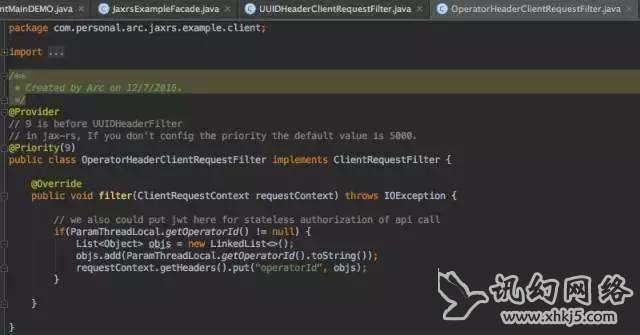 ntMainDEMO.java
JaxrsExampleFacade.java
UUIDHeaderClientRequestFilter.java
OperatorHeaderClientRequestFilter.java
package com.personal.arc.jaxrs.example.client;
import ...
/**
* Created by Arc on 12/7/2016.
*/
@Provider
// 9 is before UUIDHeaderFilter
// in jax-rs, If you don't config the priority the default value is 5000.
@Priority(9)
public class OperatorHeaderClientRequestFilter implements ClientRequestFilter {
@Override
public void filter(ClientRequestContext requestContext) throws IOException {
// we also could put jwt here for stateless authorization of api call
if(ParamThreadLocal.getOperatorId() != null) {
List<Object> objs = new LinkedList<>();
objs.add(ParamThreadLocal.getOperatorId().toString());
requestContext.getHeaders().put("operatorId", objs);
}
}
}
讯幻网络
www.xhkj5.com